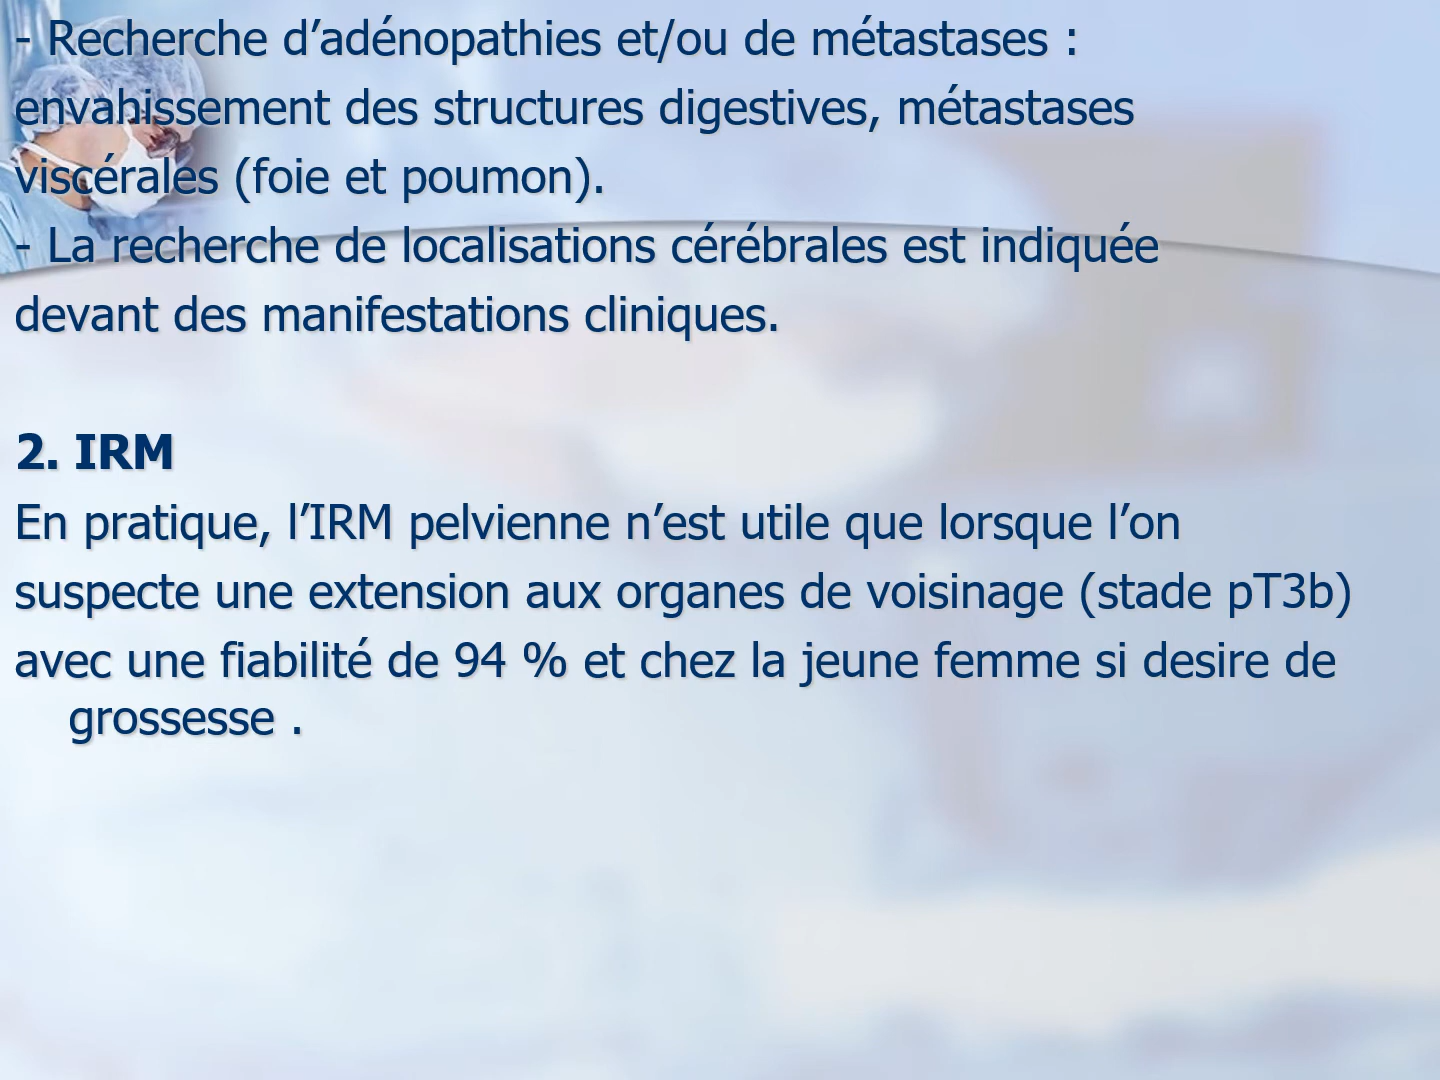 - Recherche d’adénopathies et/ou de métastases :
envahissement des structures digestives, métastases
viscérales (foie et poumon).
- La recherche de localisations cérébrales est indiquée
devant des manifestations cliniques.
2. IRM
En pratique, l’IRM pelvienne n’est utile que lorsque l’on
suspecte une extension aux organes de voisinage (stade pT3b)
avec une fiabilité de 94 % et chez la jeune femme si desire de
grossesse .